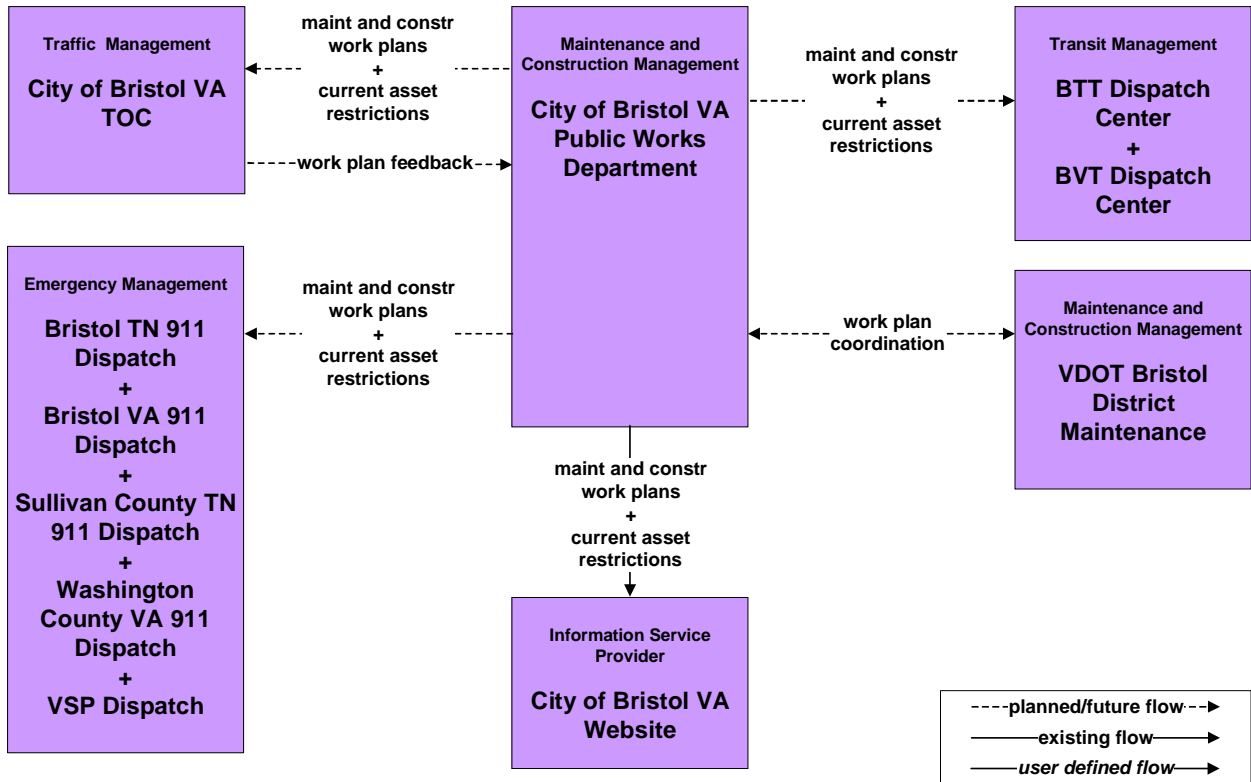 Traffic Management
City of Bristol VA
TOC
maint and constr
work plans
+
current asset
restrictions
work plan feedback
Maintenance and
Construction Management
City of Bristol VA
Public Works
Department
maint and constr
work plans
+
current asset
restrictions
Transit Management
BTT Dispatch
Center
+
BVT Dispatch
Center
Emergency Management
Bristol TN 911
Dispatch
+
Bristol VA 911
Dispatch
+
Sullivan County TN
911 Dispatch
+
Washington
County VA 911
Dispatch
+
VSP Dispatch
maint and constr
work plans
+
current asset
restrictions
work plan
coordination
Maintenance and
Construction Management
VDOT Bristol
District
Maintenance
maint and constr
work plans
+
current asset
restrictions
Information Service
Provider
City of Bristol VA
Website
planned/future flow
existing flow
user defined flow